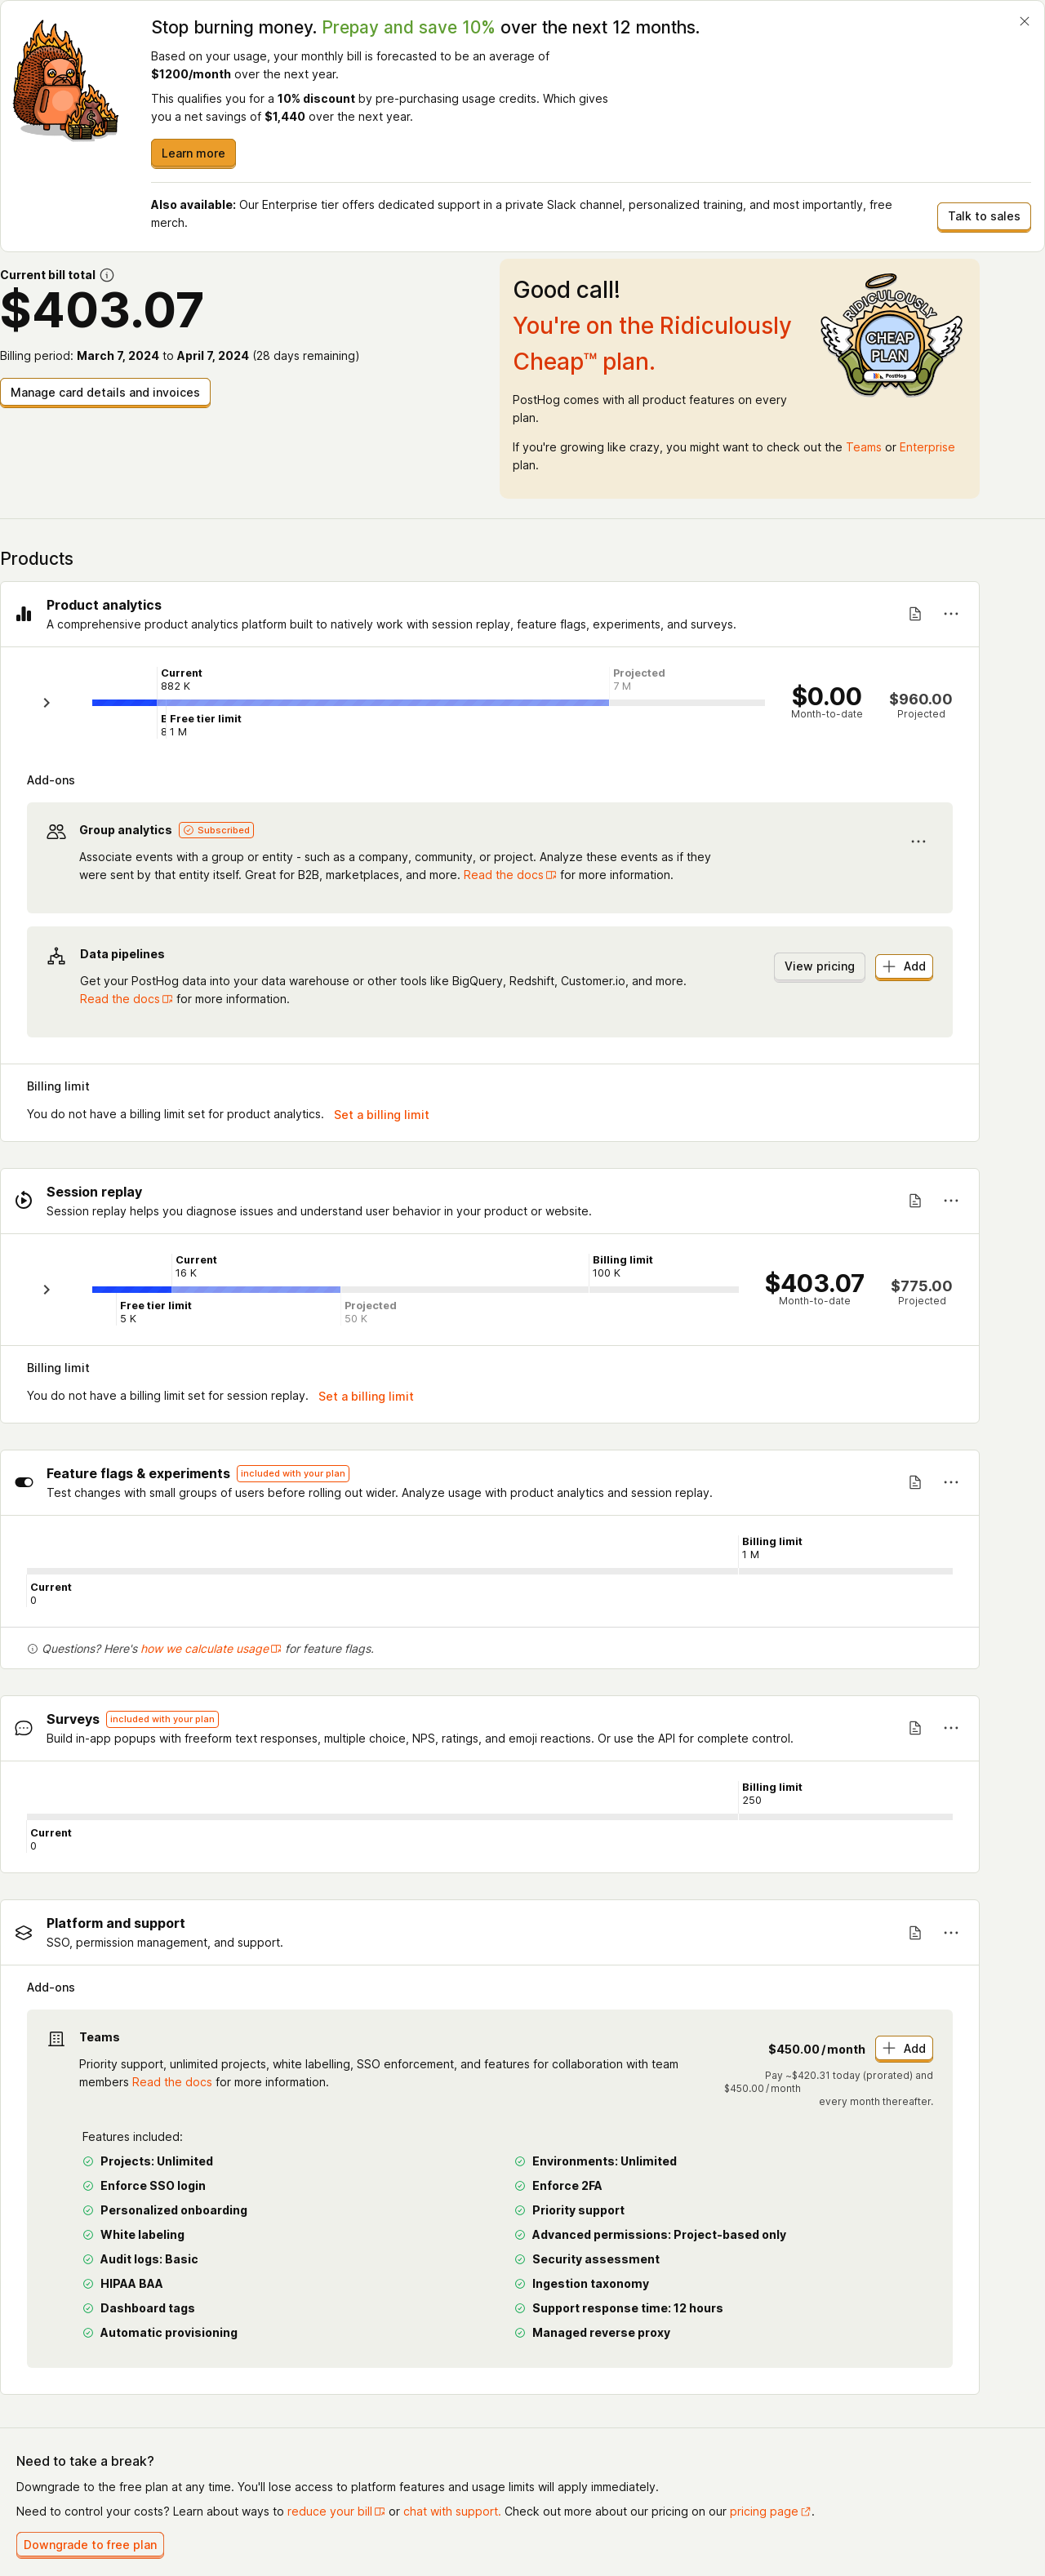 Stop burning money. Prepay and save 10% over the next 12 months.
Based on your usage, your monthly bill is forecasted to be an average of
$1200/month over the next year.
This qualifies you for a 10% discount by pre-purchasing usage credits. Which gives
you a net savings of $1,440 over the next year.
Learn more
Also available: Our Enterprise tier offers dedicated support in a private Slack channel, personalized training, and most importantly, free
merch.
Talk to sales
Current bill total
$403.07
Billing period: March 7, 2024 to April 7, 2024 (28 days remaining)
Manage card details and invoices
Good call!
You're on the Ridiculously
Cheap™ plan.
RIDICULOUSLY
CHEAP
PLAN
PostHog
PostHog comes with all product features on every
plan.
If you're growing like crazy, you might want to check out the Teams or Enterprise
plan.
Products
Product analytics
A comprehensive product analytics platform built to natively work with session replay, feature flags, experiments, and surveys.
Current
882 K
Projected
7 M
Free tier limit
1 M
$0.00
Month-to-date
$960.00
Projected
Add-ons
Group analytics
Subscribed
Associate events with a group or entity - such as a company, community, or project. Analyze these events as if they
were sent by that entity itself. Great for B2B, marketplaces, and more. Read the docs for more information.
Data pipelines
Get your PostHog data into your data warehouse or other tools like BigQuery, Redshift, Customer.io, and more.
Read the docs for more information.
View pricing
Add
Billing limit
You do not have a billing limit set for product analytics. Set a billing limit
Session replay
Session replay helps you diagnose issues and understand user behavior in your product or website.
Current
16 K
Billing limit
100 K
Free tier limit
5 K
Projected
50 K
$403.07
Month-to-date
$775.00
Projected
Billing limit
You do not have a billing limit set for session replay. Set a billing limit
Feature flags & experiments
included with your plan
Test changes with small groups of users before rolling out wider. Analyze usage with product analytics and session replay.
Billing limit
1 M
Current
0
Questions? Here's how we calculate usage for feature flags.
Surveys
included with your plan
Build in-app popups with freeform text responses, multiple choice, NPS, ratings, and emoji reactions. Or use the API for complete control.
Billing limit
250
Current
0
Platform and support
SSO, permission management, and support.
Add-ons
Teams
Priority support, unlimited projects, white labelling, SSO enforcement, and features for collaboration with team
members Read the docs for more information.
$450.00/month
Add
Pay ~$420.31 today (prorated) and
$450.00/month
every month thereafter.
Features included:
Projects: Unlimited
Environments: Unlimited
Enforce SSO login
Enforce 2FA
Personalized onboarding
Priority support
White labeling
Advanced permissions: Project-based only
Audit logs: Basic
Security assessment
HIPAA BAA
Ingestion taxonomy
Dashboard tags
Support response time: 12 hours
Automatic provisioning
Managed reverse proxy
Need to take a break?
Downgrade to the free plan at any time. You'll lose access to platform features and usage limits will apply immediately.
Need to control your costs? Learn about ways to reduce your bill or chat with support. Check out more about our pricing on our pricing page.
Downgrade to free plan